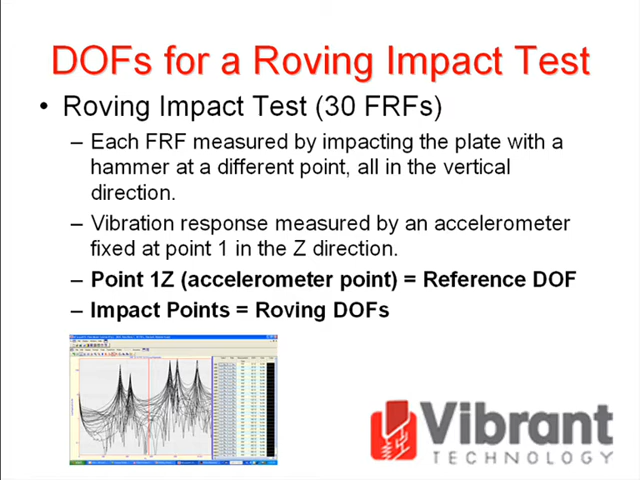 DOFs for a Roving Impact Test
• Roving Impact Test (30 FRFs)
– Each FRF measured by impacting the plate with a
hammer at a different point, all in the vertical
direction.
– Vibration response measured by an accelerometer
fixed at point 1 in the Z direction.
– Point 1Z (accelerometer point) = Reference DOF
– Impact Points = Roving DOFs
Vibrant
TECHNOLOGY